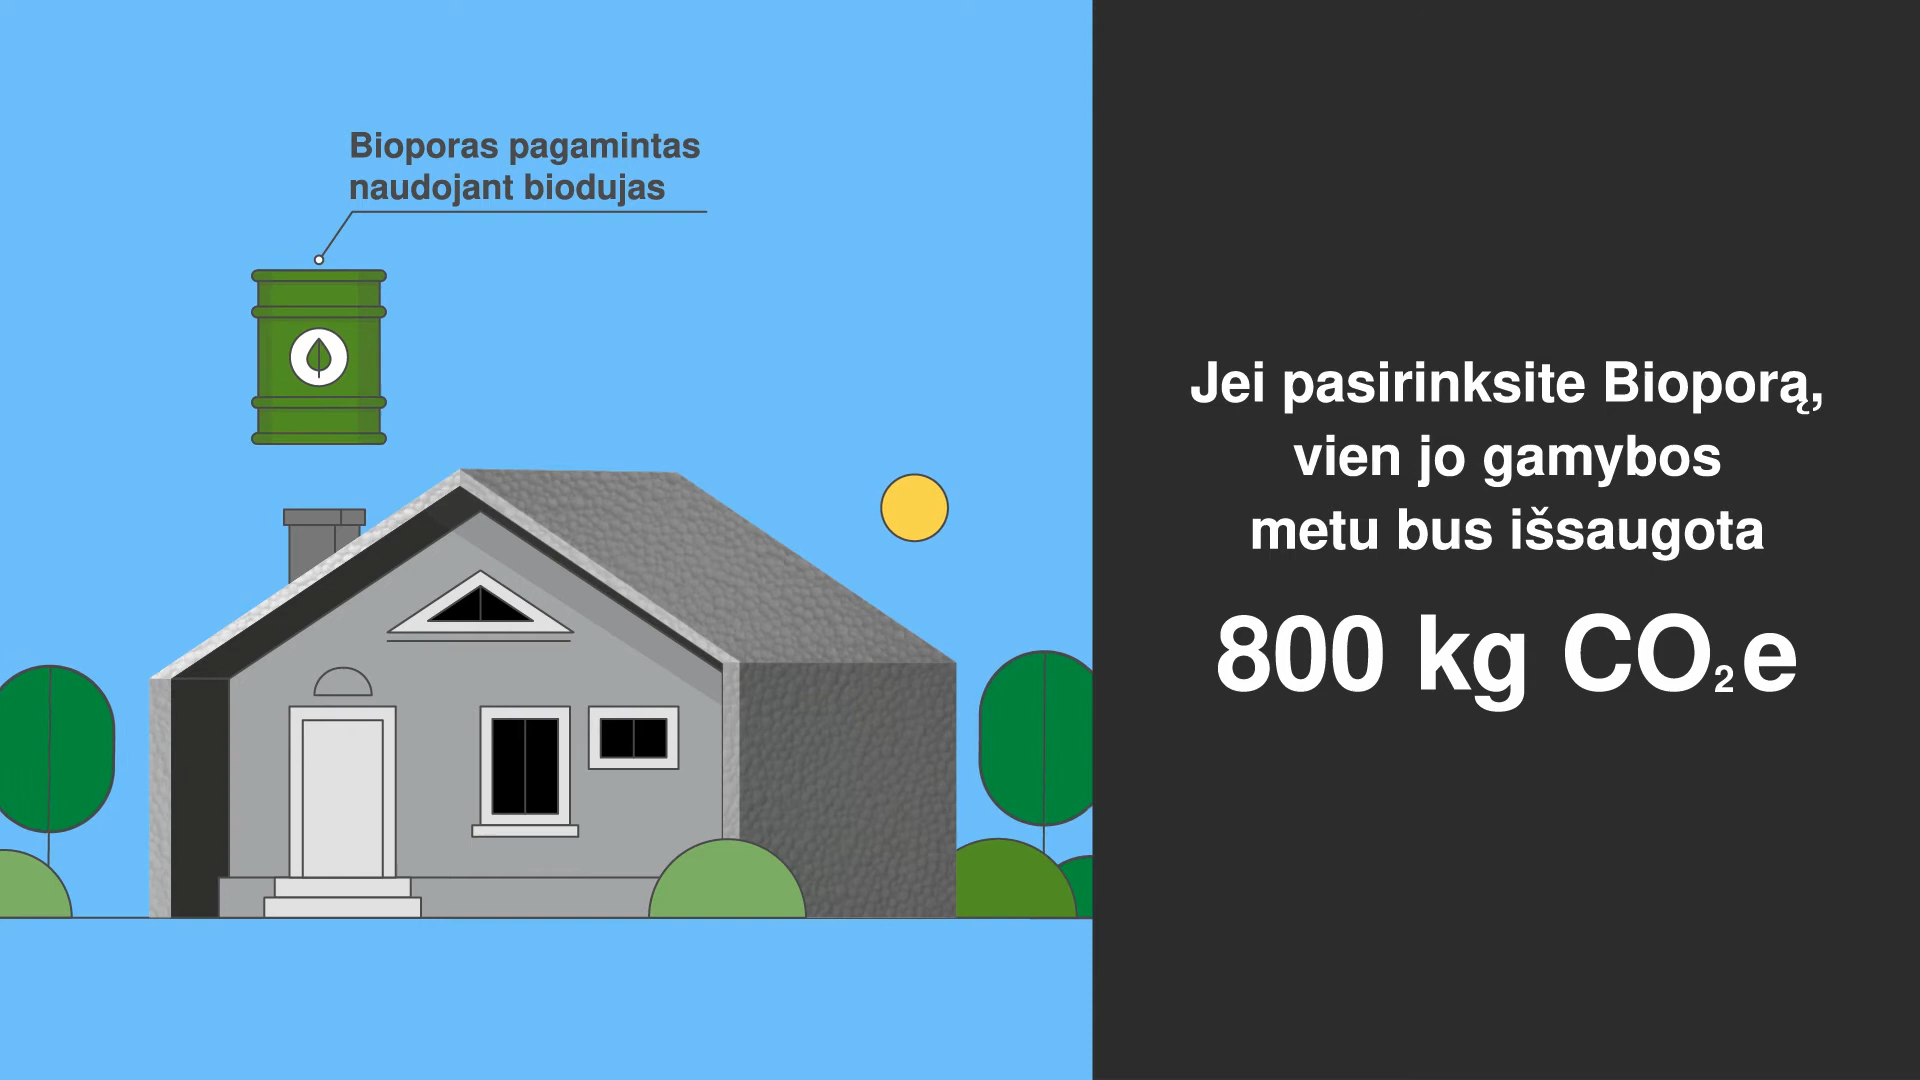 Bioporas pagamintas
naudojant biodujas
Jei pasirinksite Bioporą,
vien jo gamybos
metu bus išsaugota
800 kg CO₂e